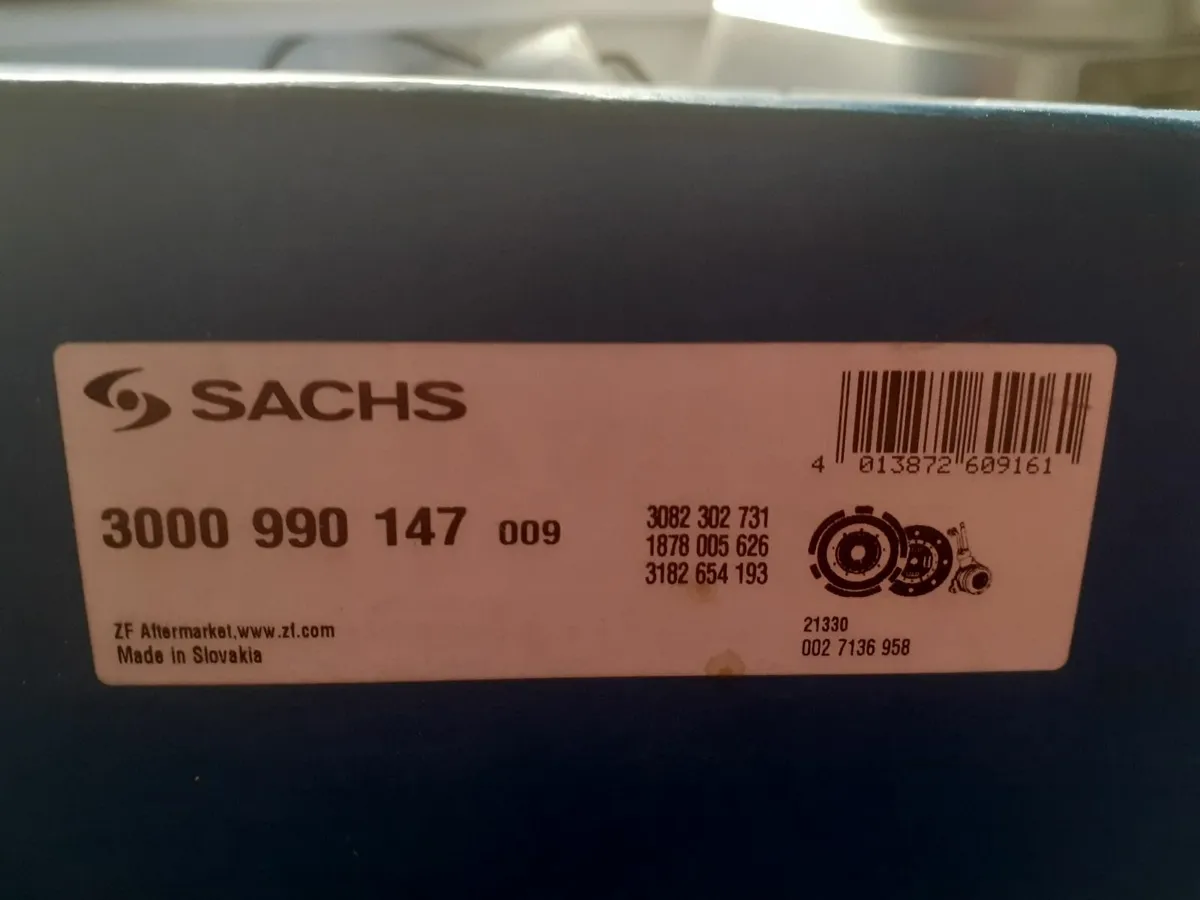 SACHS
4 013872 609161
3000 990 147 009
3082 302 731
1878 005 626
3182 654 193
21330
002 7136 958
ZF Aftermarket,www.zf.com
Made in Slovakia